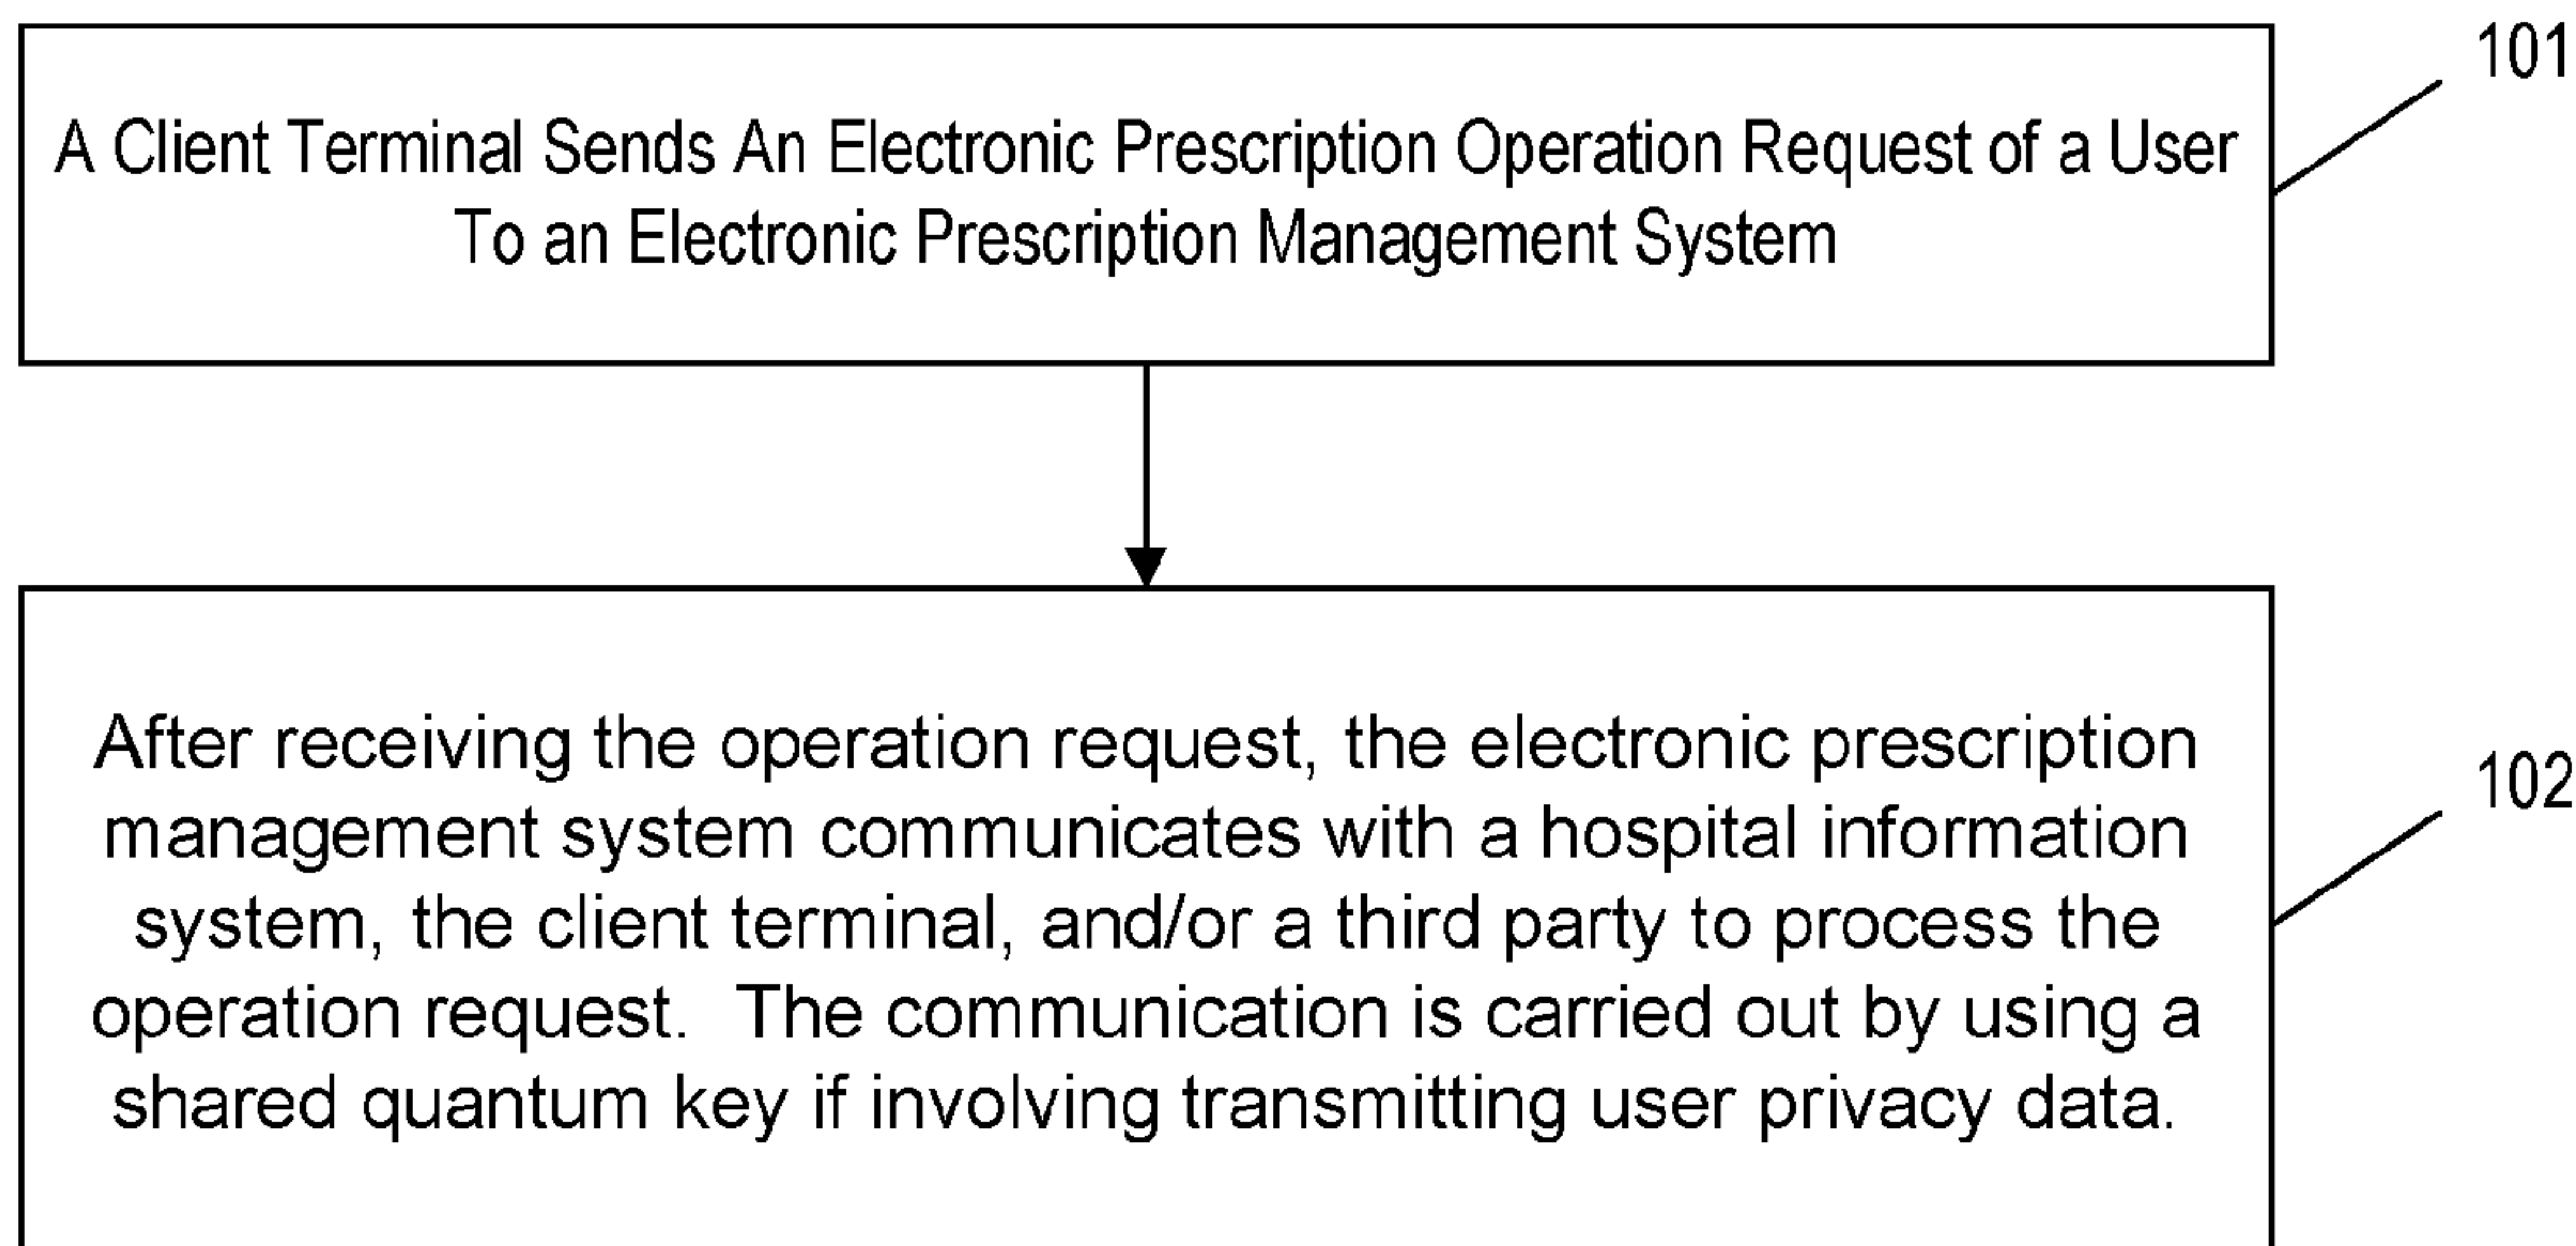 101
A Client Terminal Sends An Electronic Prescription Operation Request of a User
To an Electronic Prescription Management System
After receiving the operation request, the electronic prescription
102
management system communicates with a hospital information
system, the client terminal, and/or a third party to process the
operation request.  The communication is carried out by using a
shared quantum key if involving transmitting user privacy data.